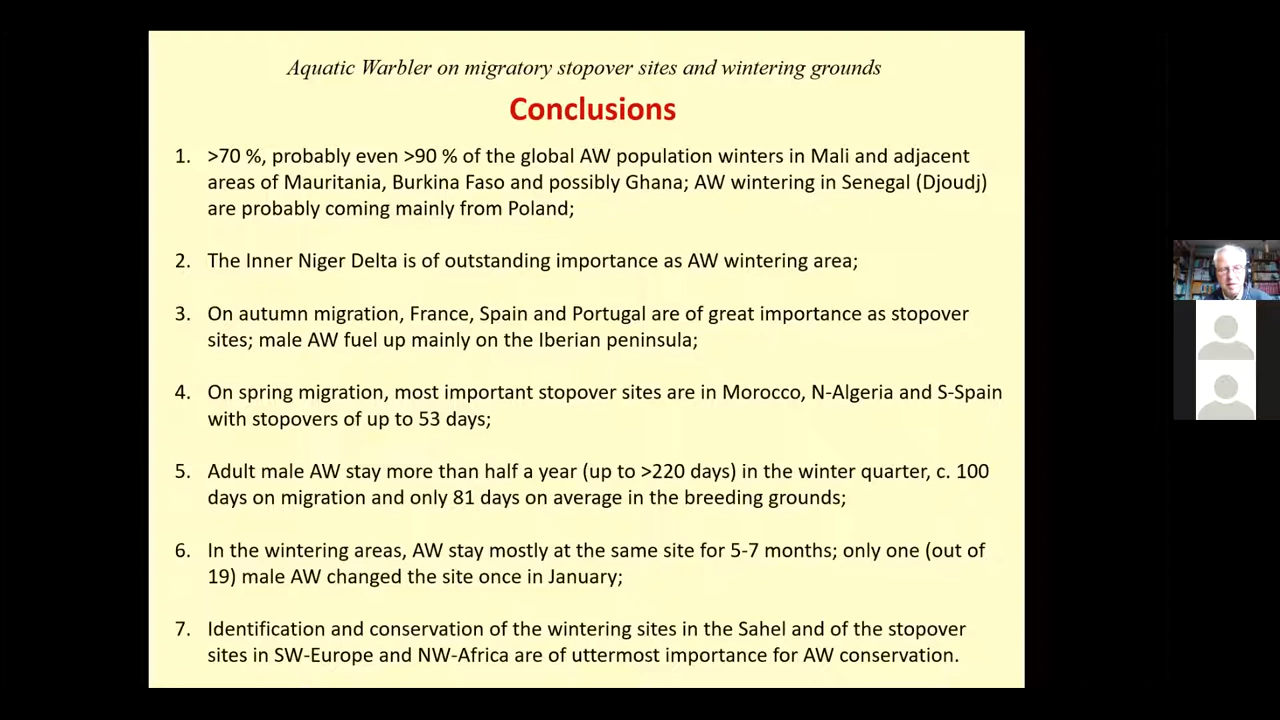 Aquatic Warbler on migratory stopover sites and wintering grounds
Conclusions
1. >70 %, probably even >90 % of the global AW population winters in Mali and adjacent
areas of Mauritania, Burkina Faso and possibly Ghana; AW wintering in Senegal (Djoudj)
are probably coming mainly from Poland;
2. The Inner Niger Delta is of outstanding importance as AW wintering area;
3. On autumn migration, France, Spain and Portugal are of great importance as stopover
sites; male AW fuel up mainly on the Iberian peninsula;
4. On spring migration, most important stopover sites are in Morocco, N-Algeria and S-Spain
with stopovers of up to 53 days;
5. Adult male AW stay more than half a year (up to >220 days) in the winter quarter, c. 100
days on migration and only 81 days on average in the breeding grounds;
6. In the wintering areas, AW stay mostly at the same site for 5-7 months; only one (out of
19) male AW changed the site once in January;
7. Identification and conservation of the wintering sites in the Sahel and of the stopover
sites in SW-Europe and NW-Africa are of uttermost importance for AW conservation.